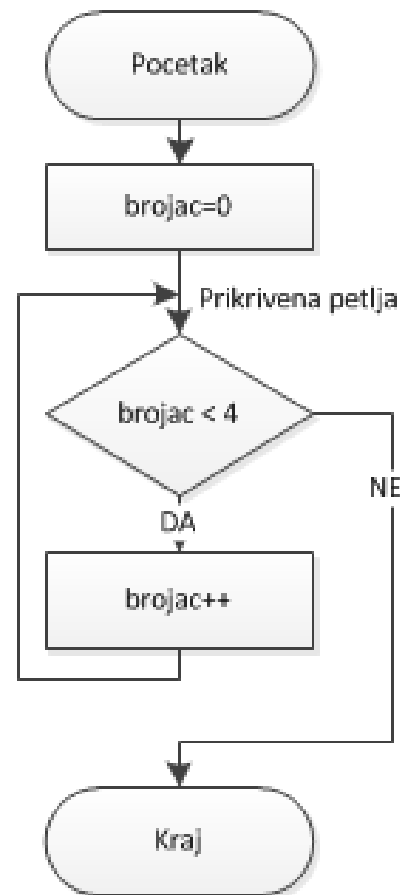 Pocetak
brojac=0
Prikrivena petlja
brojac < 4
NE
DA
brojac++
Kraj